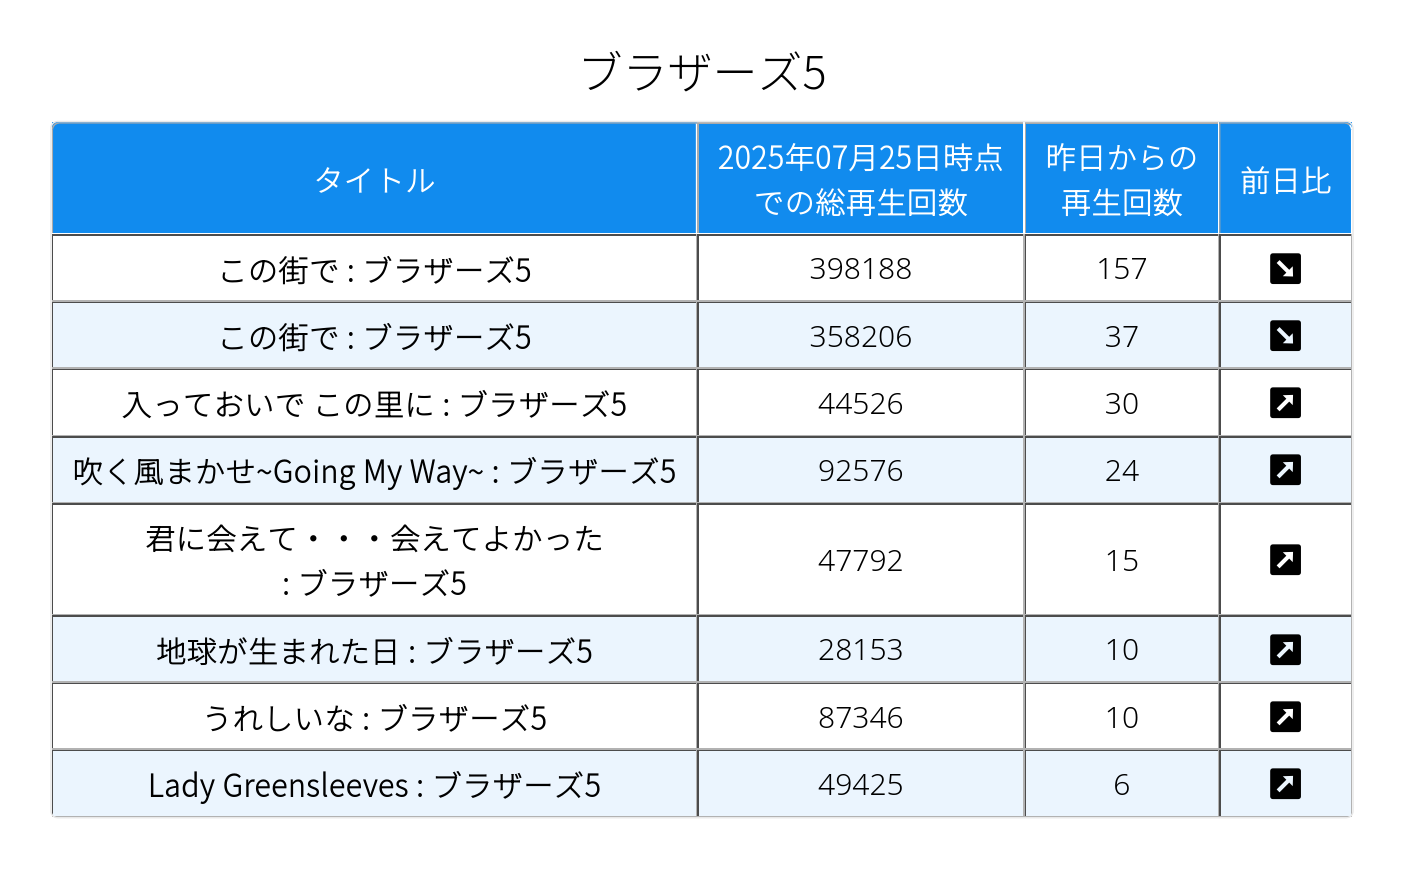 ブラザーズ5
タイトル
2025年07月25日時点
での総再生回数
昨日からの
再生回数
前日比
この街で : ブラザーズ5
398188
157
この街で : ブラザーズ5
358206
37
入っておいで この里に : ブラザーズ5
44526
30
吹く風まかせ~Going My Way~ : ブラザーズ5
92576
24
君に会えて・・・会えてよかった
: ブラザーズ5
47792
15
地球が生まれた日 : ブラザーズ5
28153
10
うれしいな : ブラザーズ5
87346
10
Lady Greensleeves : ブラザーズ5
49425
6